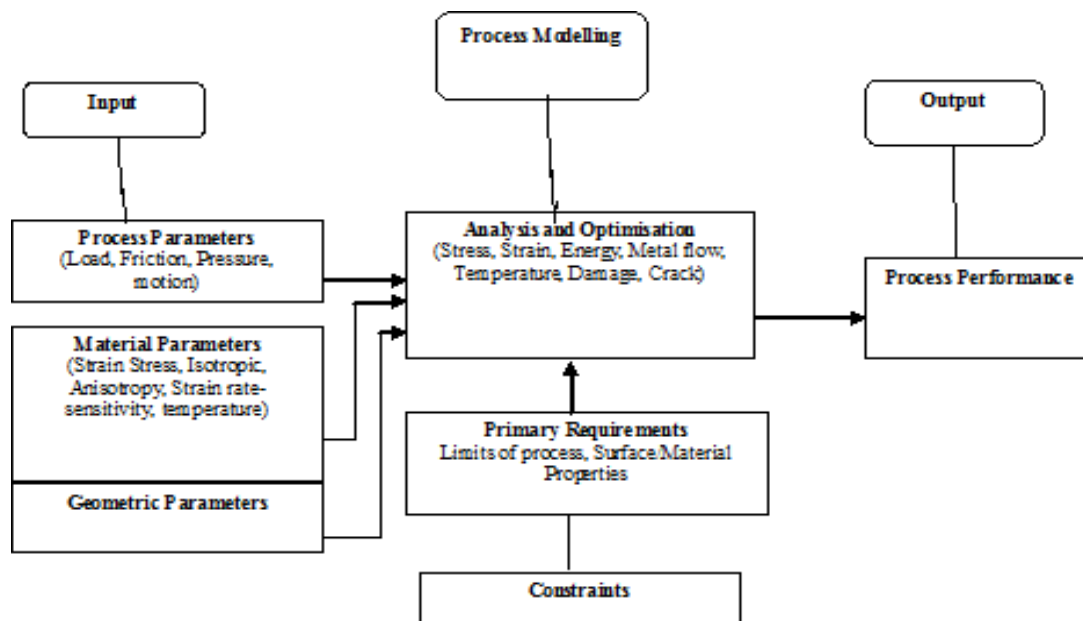 Process Modelling
Input
Output
Process Parameters
(Load, Friction, Pressure,
motion)
Analysis and Optimisation
(Stress, Strain, Energy, Metal flow,
Temperature, Damage, Crack)
Process Performance
Material Parameters
(Strain Stress, Isotropic,
Anisotropy, Strain rate-
sensitivity, temperature)
Primary Requirements
Limits of process, Surface/Material
Properties
Geometric Parameters
Constraints